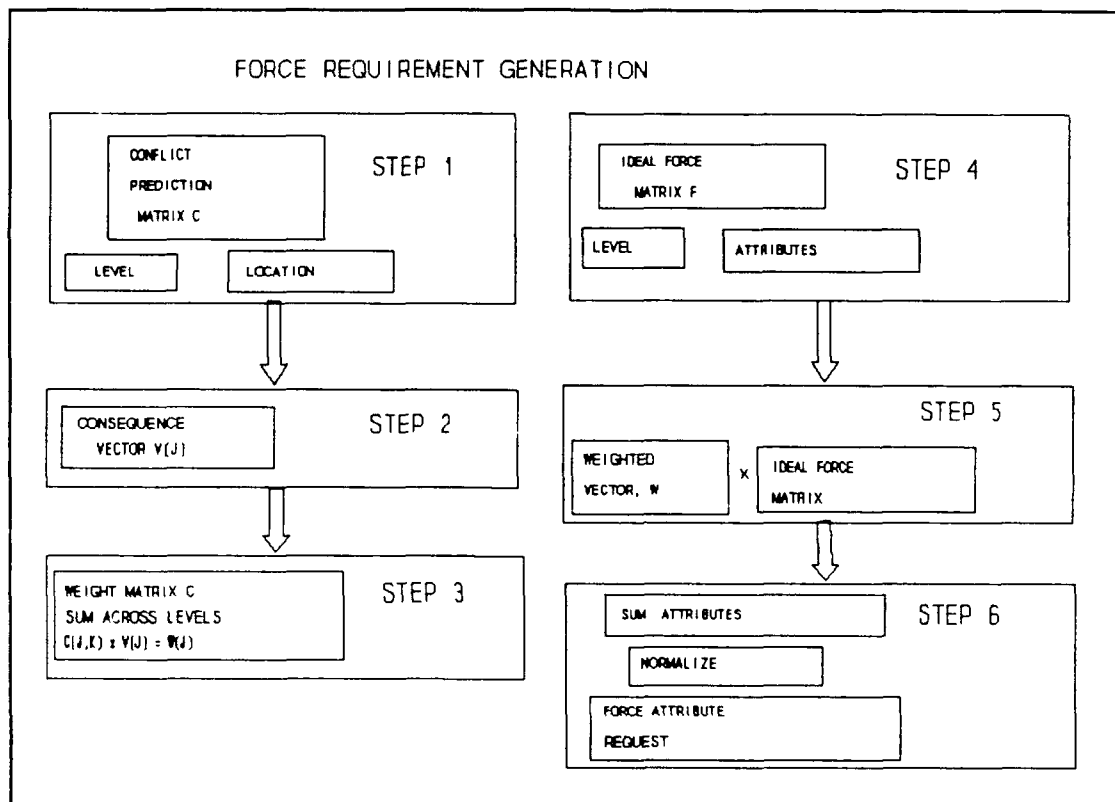 FORCE REQUIREMENT GENERATION
STEP 1
CONFLICT
PREDICTION
MATRIX C
LEVEL
LOCATION
STEP 2
CONSEQUENCE
VECTOR V(J)
STEP 3
WEIGHT MATRIX C
SUM ACROSS LEVELS
C(J,K) x V(J) = W(J)
STEP 4
IDEAL FORCE
MATRIX F
LEVEL
ATTRIBUTES
STEP 5
WEIGHTED
VECTOR, W
x
IDEAL FORCE
MATRIX
STEP 6
SUM ATTRIBUTES
NORMALIZE
FORCE ATTRIBUTE
REQUEST